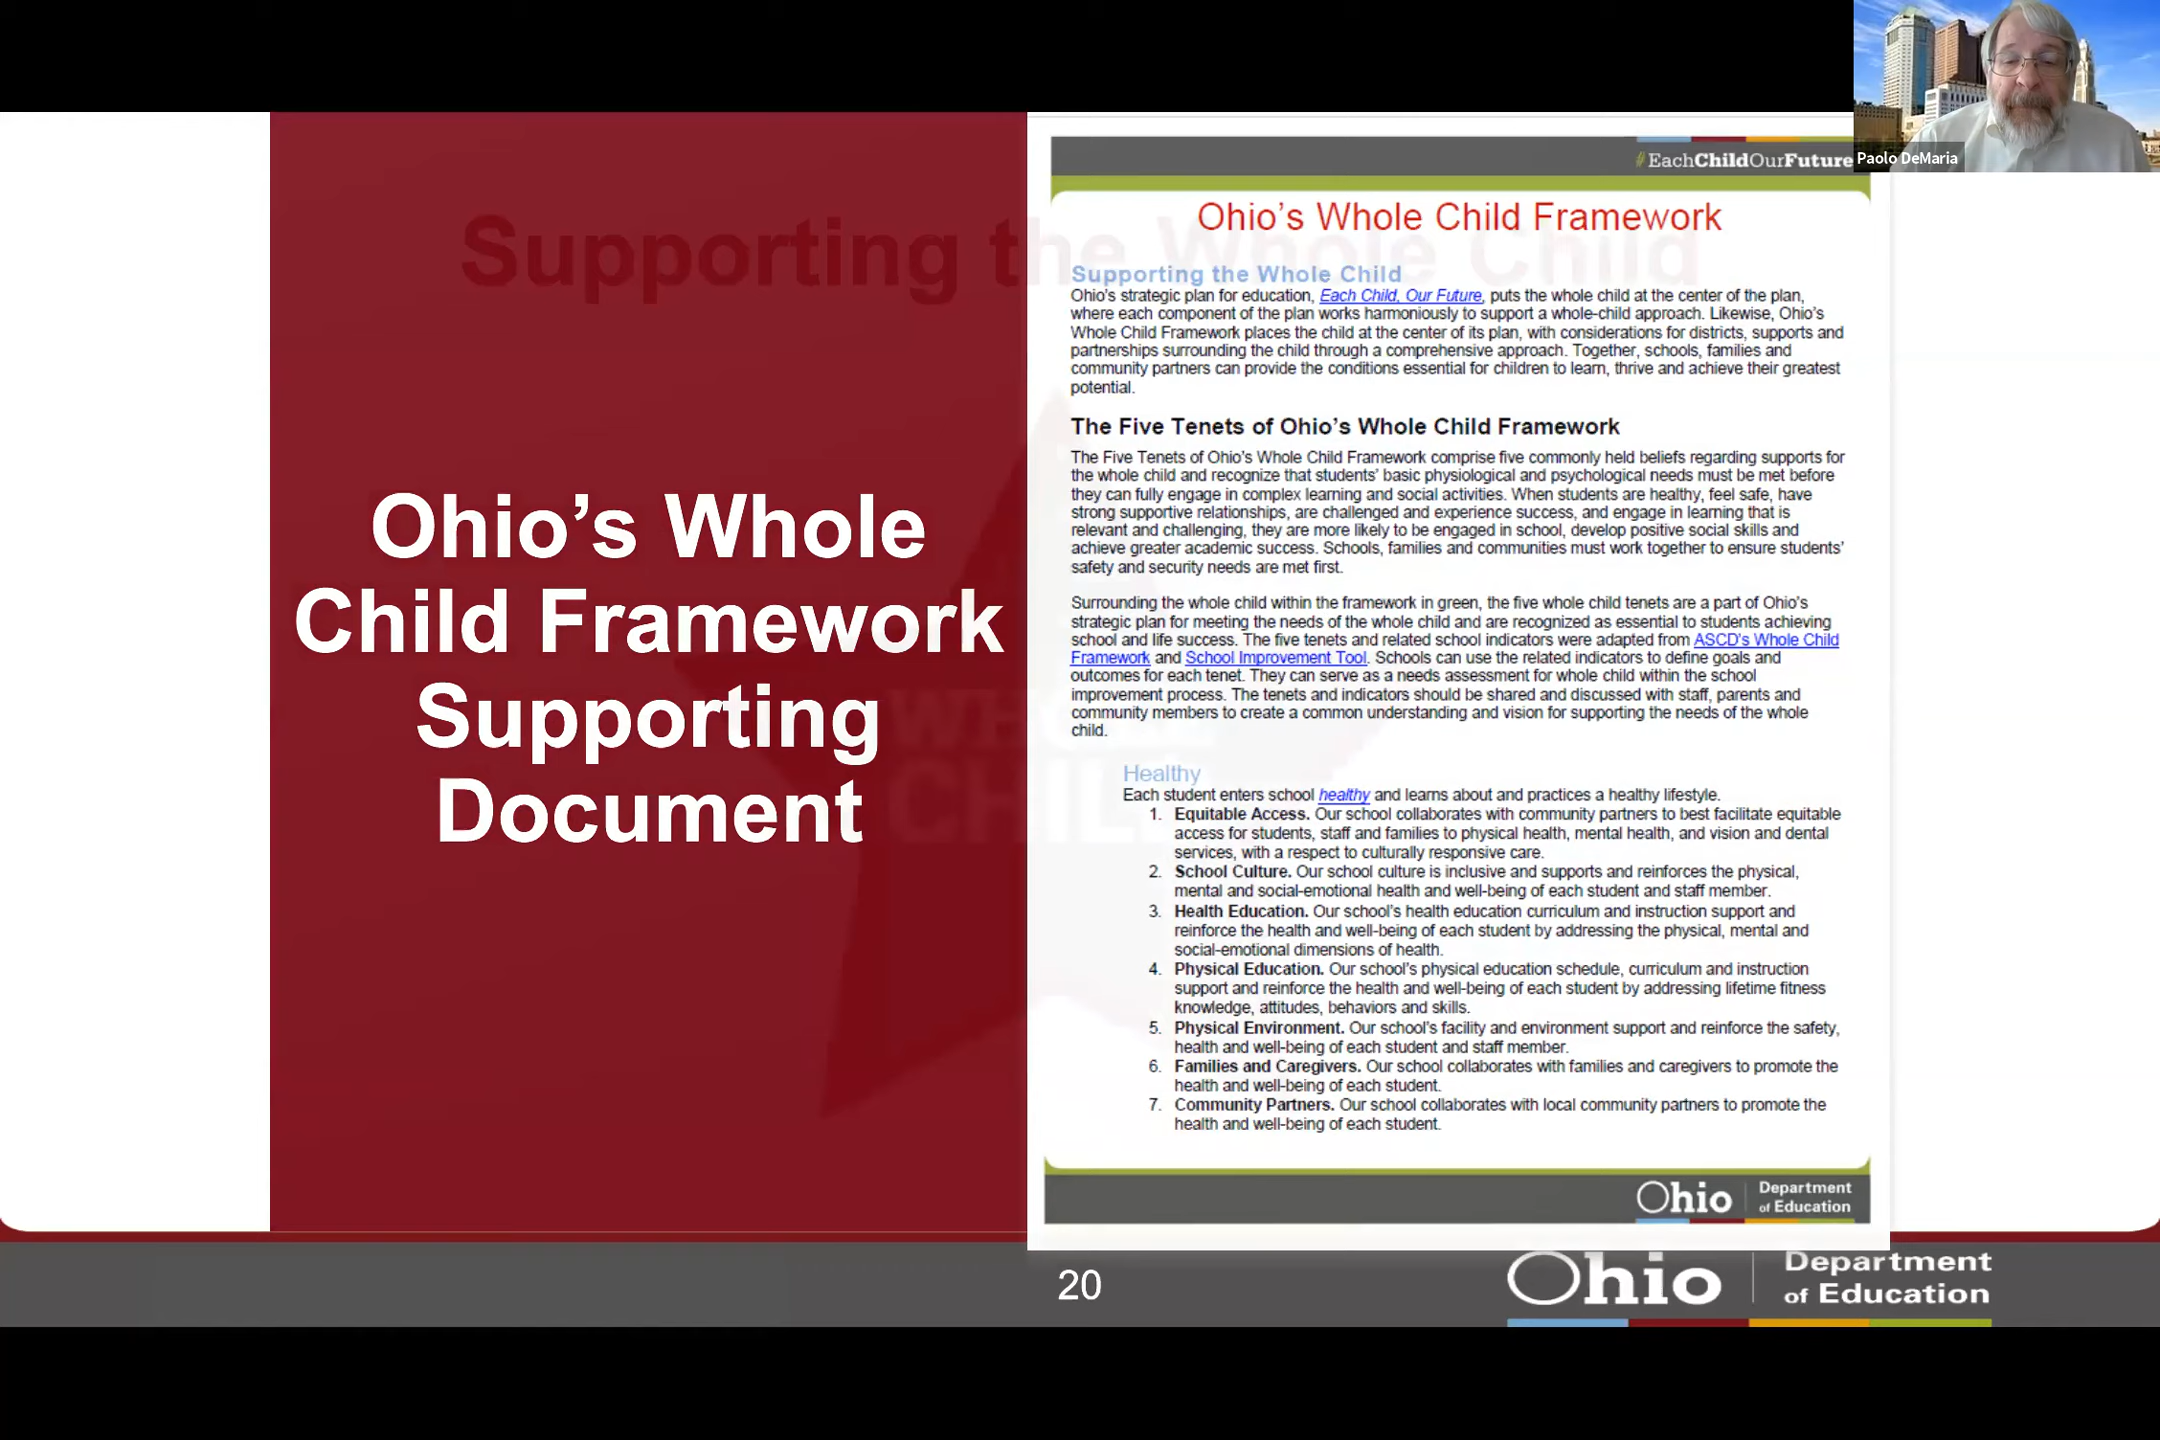 Paolo DeMaria
Supporting the Whole Child
Ohio's Whole
Child Framework
Supporting
Document
WHOLE
CHILD
#EachChildOurFuture
Ohio's Whole Child Framework
Supporting the Whole Child
Ohio's strategic plan for education, Each Child, Our Future, puts the whole child at the center of the plan,
where each component of the plan works harmoniously to support a whole-child approach. Likewise, Ohio's
Whole Child Framework places the child at the center of its plan, with considerations for districts, supports and
partnerships surrounding the child through a comprehensive approach. Together, schools, families and
community partners can provide the conditions essential for children to learn, thrive and achieve their greatest
potential.
The Five Tenets of Ohio's Whole Child Framework
The Five Tenets of Ohio's Whole Child Framework comprise five commonly held beliefs regarding supports for
the whole child and recognize that students' basic physiological and psychological needs must be met before
they can fully engage in complex learning and social activities. When students are healthy, feel safe, have
strong supportive relationships, are challenged and experience success, and engage in learning that is
relevant and challenging, they are more likely to be engaged in school, develop positive social skills and
achieve greater academic success. Schools, families and communities must work together to ensure students'
safety and security needs are met first.
Surrounding the whole child within the framework in green, the five whole child tenets are a part of Ohio's
strategic plan for meeting the needs of the whole child and are recognized as essential to students achieving
school and life success. The five tenets and related school indicators were adapted from ASCD's Whole Child
Framework and School Improvement Tool. Schools can use the related indicators to define goals and
outcomes for each tenet. They can serve as a needs assessment for whole child within the school
improvement process. The tenets and indicators should be shared and discussed with staff, parents and
community members to create a common understanding and vision for supporting the needs of the whole
child.
Healthy
Each student enters school healthy and learns about and practices a healthy lifestyle.
1. Equitable Access. Our school collaborates with community partners to best facilitate equitable
access for students, staff and families to physical health, mental health, and vision and dental
services, with a respect to culturally responsive care.
2. School Culture. Our school culture is inclusive and supports and reinforces the physical,
mental and social-emotional health and well-being of each student and staff member.
3. Health Education. Our school's health education curriculum and instruction support and
reinforce the health and well-being of each student by addressing the physical, mental and
social-emotional dimensions of health.
4. Physical Education. Our school's physical education schedule, curriculum and instruction
support and reinforce the health and well-being of each student by addressing lifetime fitness
knowledge, attitudes, behaviors and skills.
5. Physical Environment. Our school's facility and environment support and reinforce the safety,
health and well-being of each student and staff member.
6. Families and Caregivers. Our school collaborates with families and caregivers to promote the
health and well-being of each student.
7. Community Partners. Our school collaborates with local community partners to promote the
health and well-being of each student.
Ohio
Department
of Education
20
Ohio
Department
of Education